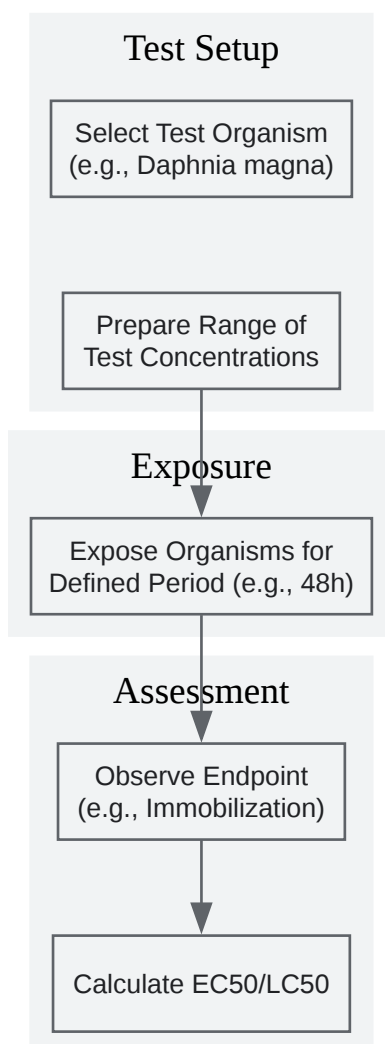 Test Setup
Select Test Organism
(e.g., Daphnia magna)
Prepare Range of
Test Concentrations
Exposure
Expose Organisms for
Defined Period (e.g., 48h)
Assessment
Observe Endpoint
(e.g., Immobilization)
Calculate EC50/LC50